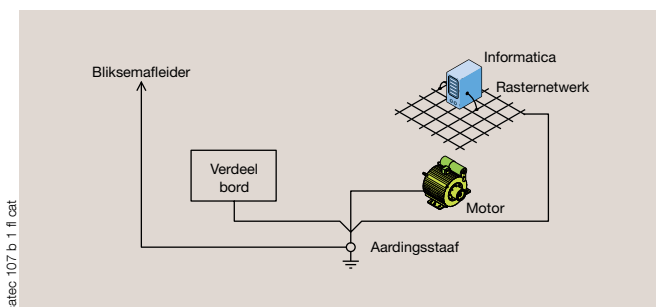 Informatica
Bliksemafleider
Rasternetwerk
Verdeel
bord
Motor
Aardingsstaaf
atec 107 b 1 fl cat